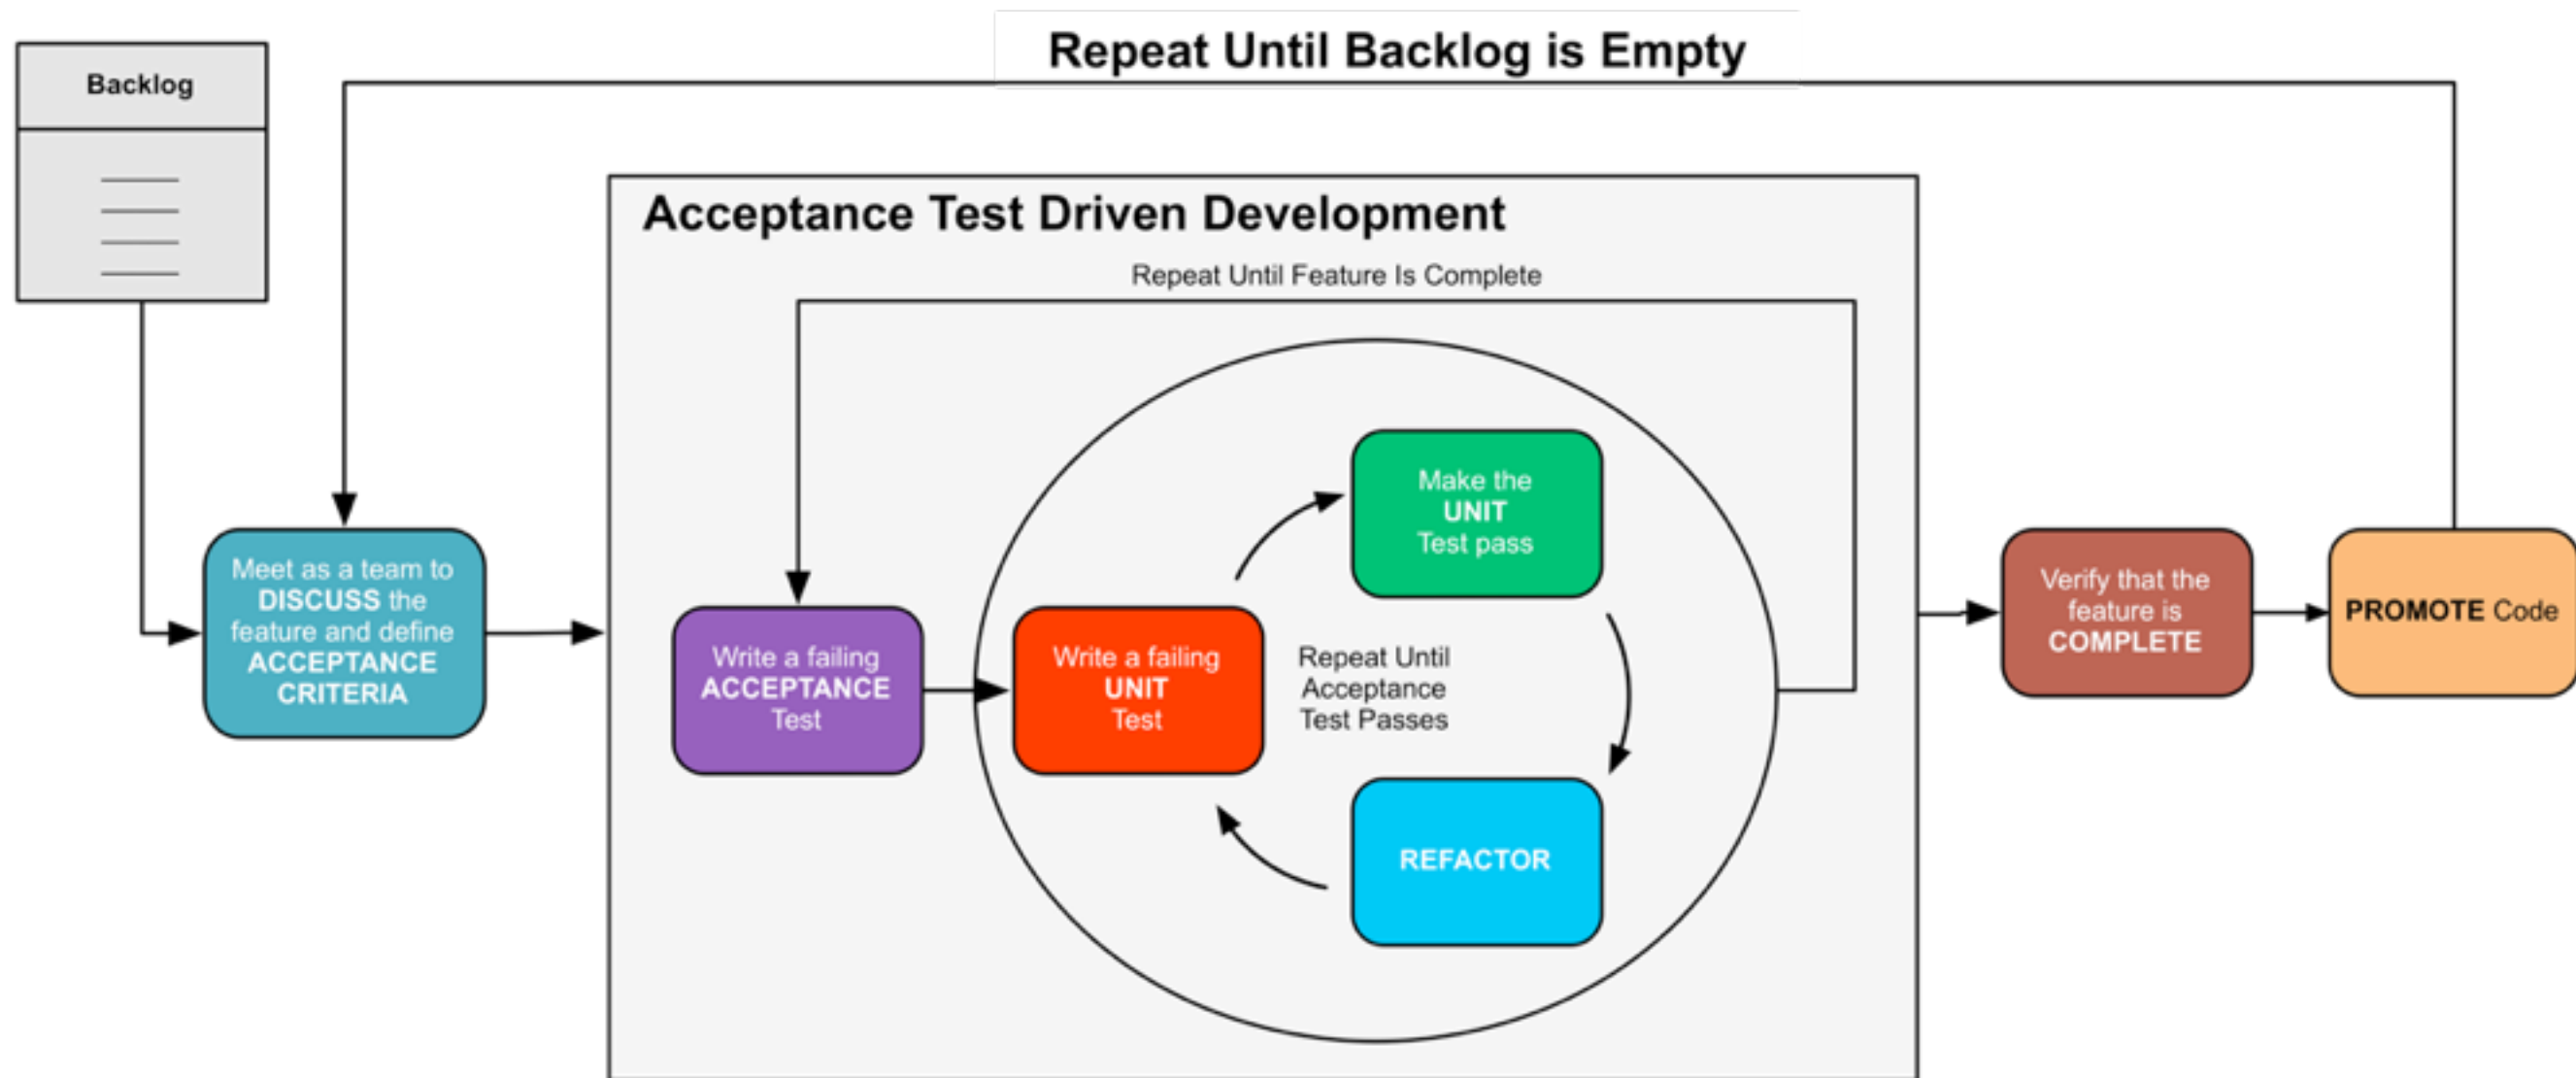 Repeat Until Backlog is Empty
Backlog
Acceptance Test Driven Development
Repeat Until Feature Is Complete
Meet as a team to
DISCUSS the
feature and define
ACCEPTANCE
CRITERIA
Write a failing
ACCEPTANCE
Test
Write a failing
UNIT
Test
Make the
UNIT
Test pass
Repeat Until
Acceptance
Test Passes
REFACTOR
Verify that the
feature is
COMPLETE
PROMOTE Code